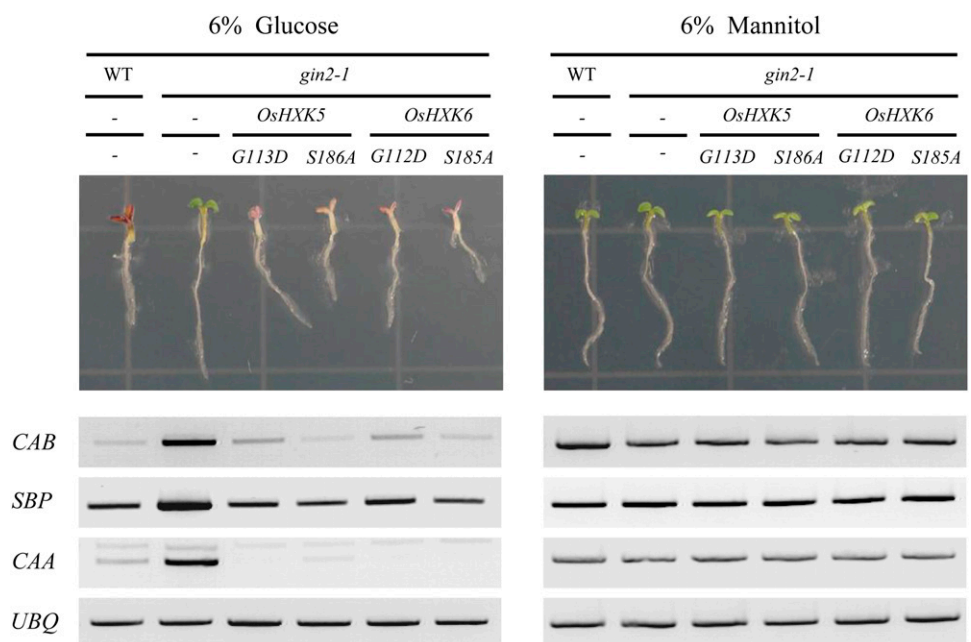 6% Glucose 6% Mannitol
WT gin2-1 gin2-1
- - OsHXK5 OsHXK6 - - OsHXK5 OsHXK6
- - G113D S186A G112D S185A - - G113D S186A G112D S185A
CAB
SBP
CAA
UBQ